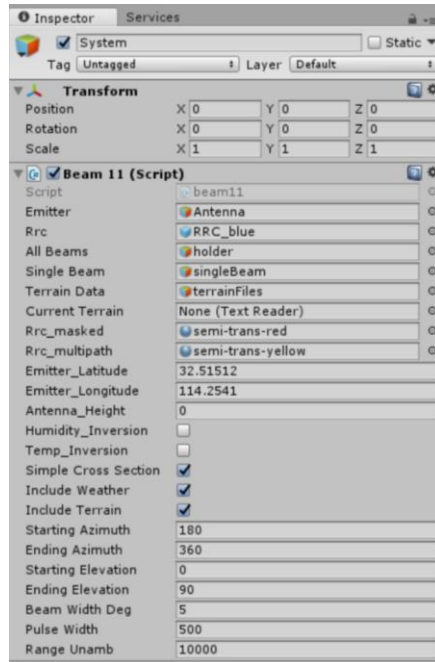 Inspector Services
System Static
Tag Untagged Layer Default
Transform
Position X 0 Y 0 Z 0
Rotation X 0 Y 0 Z 0
Scale X 1 Y 1 Z 1
Beam 11 (Script)
Script beam11
Emitter Antenna
Rrc RRC_blue
All Beams holder
Single Beam singleBeam
Terrain Data terrainFiles
Current Terrain None (Text Reader)
Rrc_masked semi-trans-red
Rrc_multipath semi-trans-yellow
Emitter_Latitude 32.51512
Emitter_Longitude 114.2541
Antenna_Height 0
Humidity_Inversion
Temp_Inversion
Simple Cross Section
Include Weather
Include Terrain
Starting Azimuth 180
Ending Azimuth 360
Starting Elevation 0
Ending Elevation 90
Beam Width Deg 5
Pulse Width 500
Range Unamb 10000